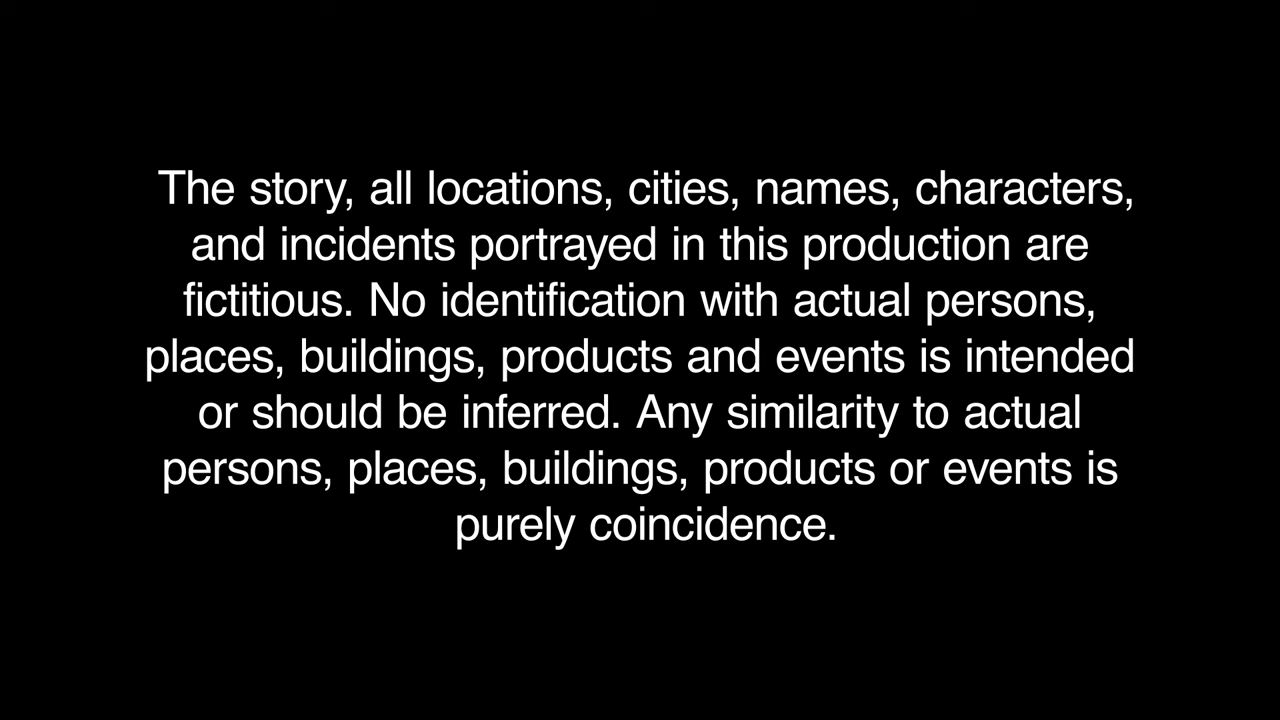 The story, all locations, cities, names, characters,
and incidents portrayed in this production are
fictitious. No identification with actual persons,
places, buildings, products and events is intended
or should be inferred. Any similarity to actual
persons, places, buildings, products or events is
purely coincidence.